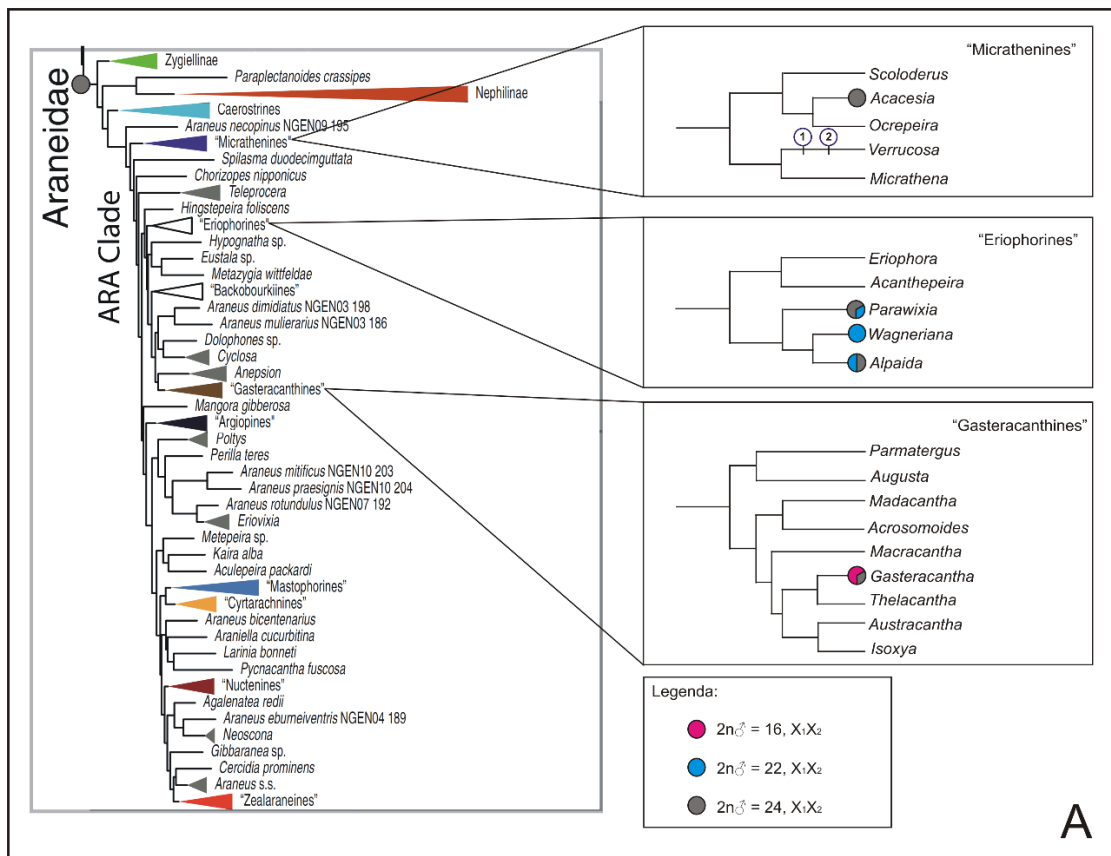 Araneidae
ARA Clade
Zygiellinae
Paraplectanoides crassipes
Nephilinae
Caerostrines
Araneus necopinus NGEN09 195
"Micrathenines"
Spilasma duodecimguttata
Chorizopes nipponicus
Teleprocera
Hingstepeira foliscens
"Eriophorines"
Hypognatha sp.
Eustala sp.
Metazygia wittfeldae
"Backobourkiines"
Araneus dimidiatus NGEN03 198
Araneus mulierarius NGEN03 186
Dolophones sp.
Cyclosa
Anepsion
"Gasteracanthines"
Mangora gibberosa
"Argiopines"
Poltys
Perilla teres
Araneus mitificus NGEN10 203
Araneus praesignis NGEN10 204
Araneus rotundulus NGEN07 192
Eriovixia
Metepeira sp.
Kaira alba
Aculepeira packardi
"Mastophorines"
"Cyrtarachnines"
Araneus bicentenarius
Araniella cucurbitina
Larinia bonneti
Pycnacantha fuscosa
"Nuctenines"
Agalenatea redii
Araneus eburneiventris NGEN04 189
Neoscona
Gibbaranea sp.
Cercidia prominens
Araneus s.s.
"Zealaraneines"
"Micrathenines"
Scoloderus
Acacesia
Ocrepeira
1 2
Verrucosa
Micrathena
"Eriophorines"
Eriophora
Acanthepeira
Parawixia
Wagneriana
Alpaida
"Gasteracanthines"
Parmatergus
Augusta
Madacantha
Acrosomoides
Macracantha
Gasteracantha
Thelacantha
Austracantha
Isoxya
Legenda:
2n♂ = 16, X₁X₂
2n♂ = 22, X₁X₂
2n♂ = 24, X₁X₂
A